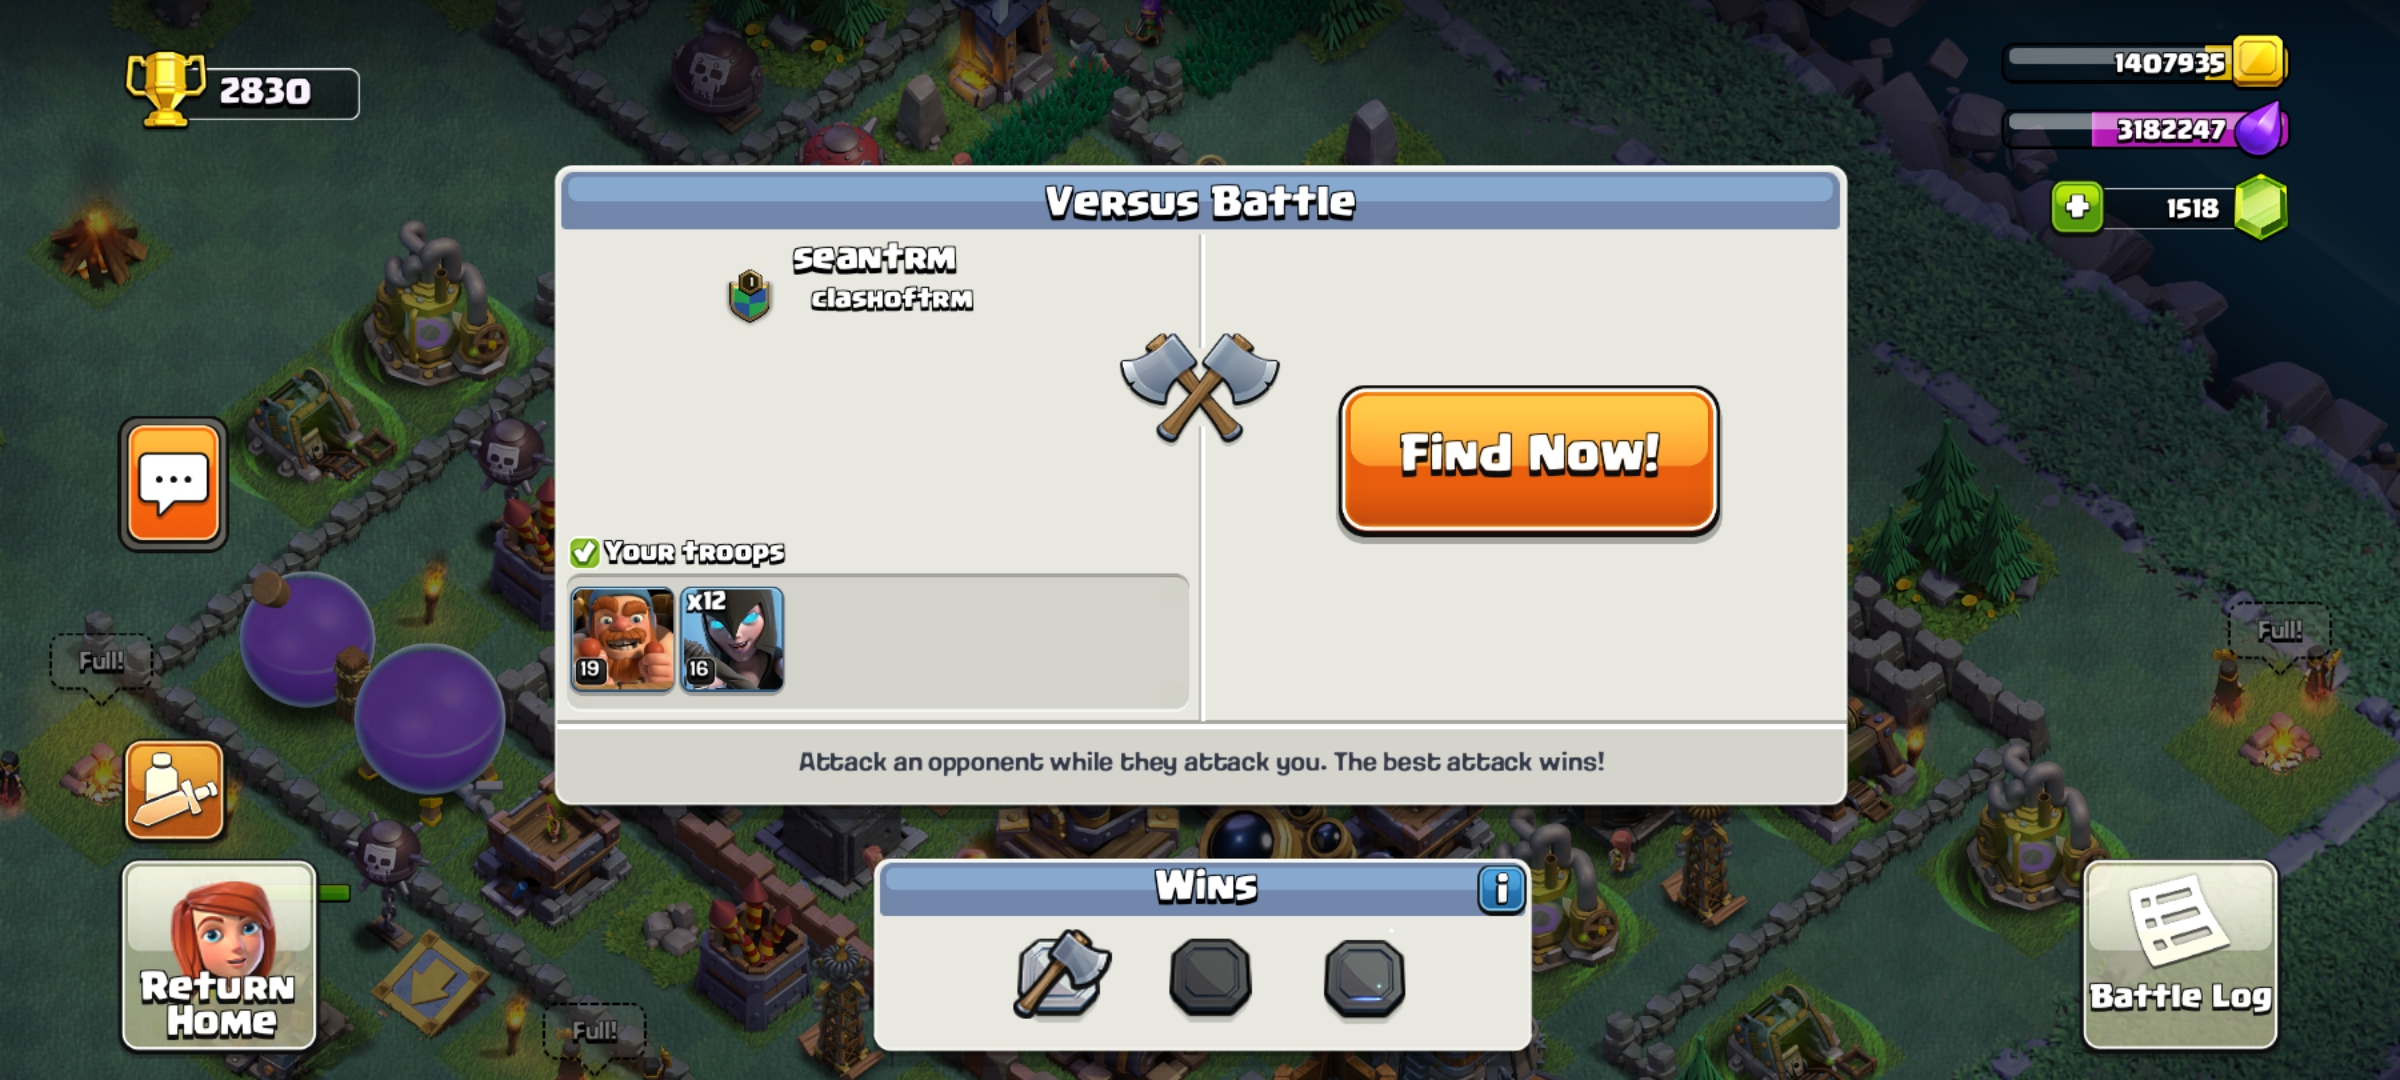 2830
1407935
3182247
1518
Versus Battle
seantrm
1
clashoftrm
Find Now!
Your troops
x12
19
16
Full!
Full!
Attack an opponent while they attack you. The best attack wins!
Wins
i
Return
Home
Full!
Battle Log